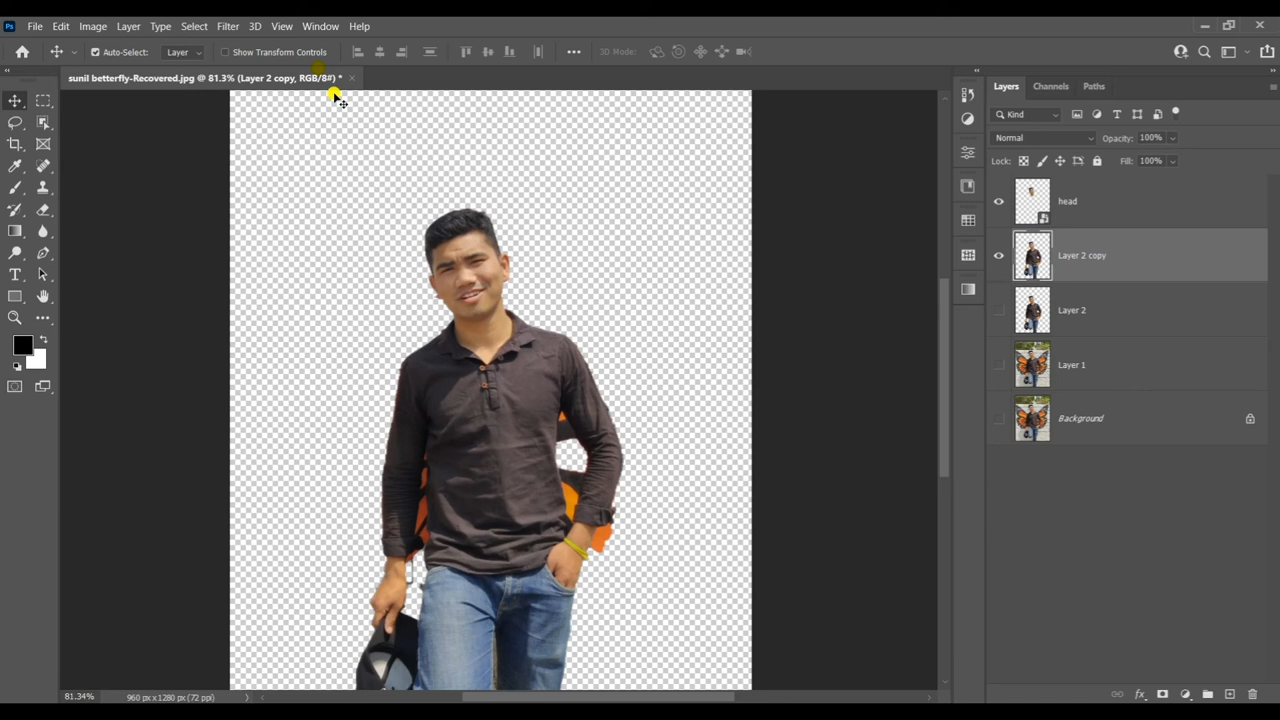 Ps File Edit Image Layer Type Select Filter 3D View Window Help
Auto-Select: Layer Show Transform Controls 3D Mode:
sunil betterfly-Recovered.jpg @ 81.3% (Layer 2 copy, RGB/8#) *
Layers Channels Paths
Kind
Normal Opacity: 100%
Lock: Fill: 100%
head
Layer 2 copy
Layer 2
Layer 1
Background
81.34% 960 px x 1280 px (72 ppi)